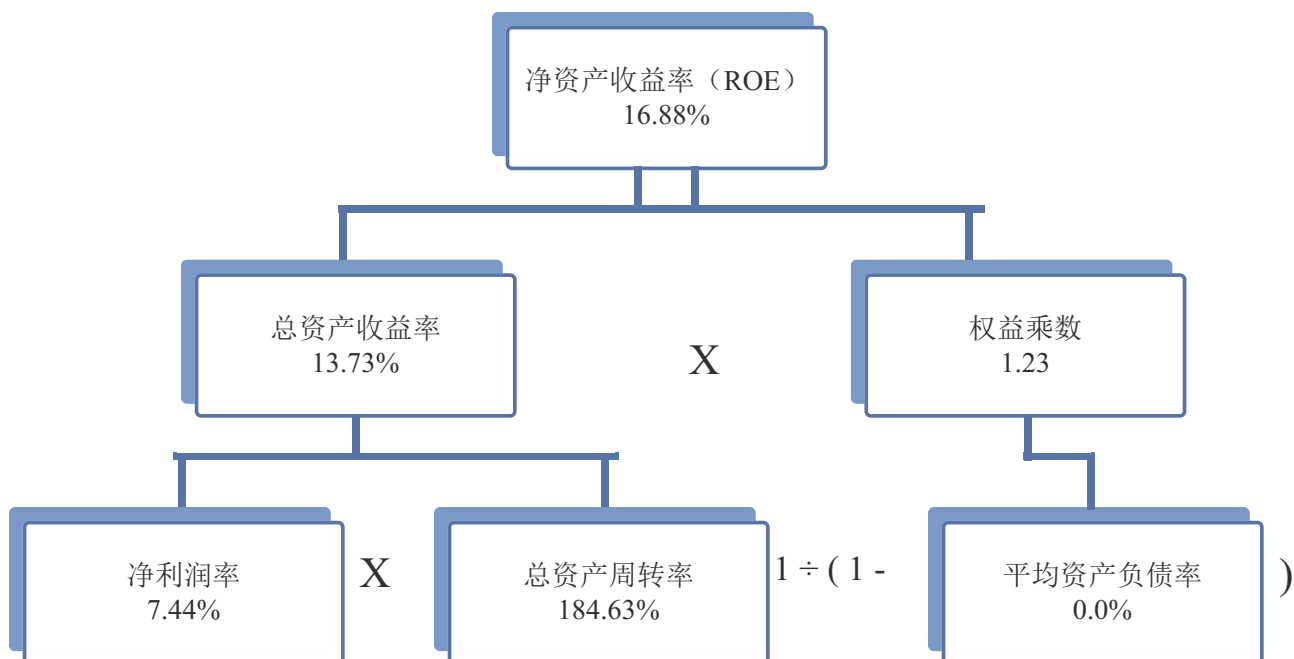 净资产收益率（ROE）
16.88%
总资产收益率
13.73%
X
权益乘数
1.23
净利润率
7.44%
X
总资产周转率
184.63%
1 ÷ ( 1 -
平均资产负债率
0.0%
)